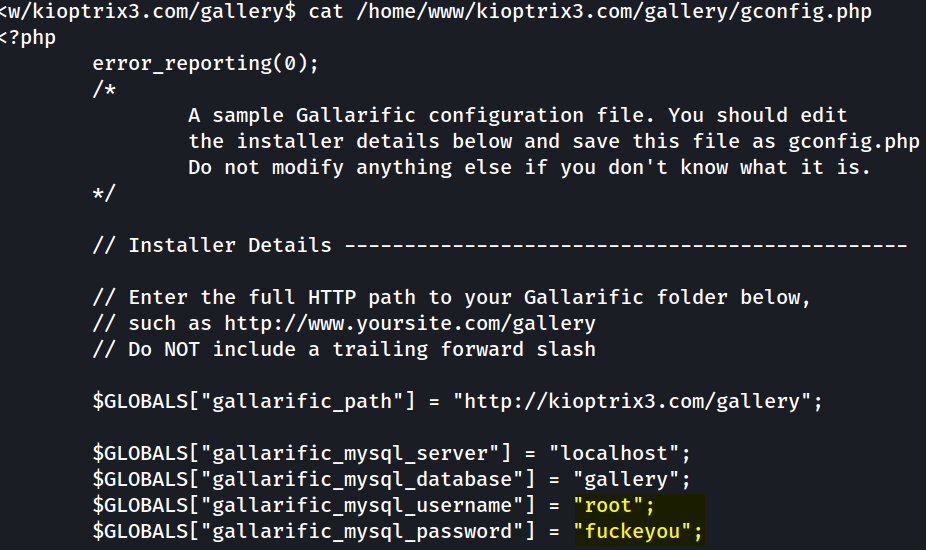 <w/kioptrix3.com/gallery$ cat /home/www/kioptrix3.com/gallery/gconfig.php
<?php
error_reporting(0);
/*
A sample Gallarific configuration file. You should edit
the installer details below and save this file as gconfig.php
Do not modify anything else if you don't know what it is.
*/
// Installer Details -----------------------------------------------
// Enter the full HTTP path to your Gallarific folder below,
// such as http://www.yoursite.com/gallery
// Do NOT include a trailing forward slash
$GLOBALS["gallarific_path"] = "http://kioptrix3.com/gallery";
$GLOBALS["gallarific_mysql_server"] = "localhost";
$GLOBALS["gallarific_mysql_database"] = "gallery";
$GLOBALS["gallarific_mysql_username"] = "root";
$GLOBALS["gallarific_mysql_password"] = "fuckeyou";